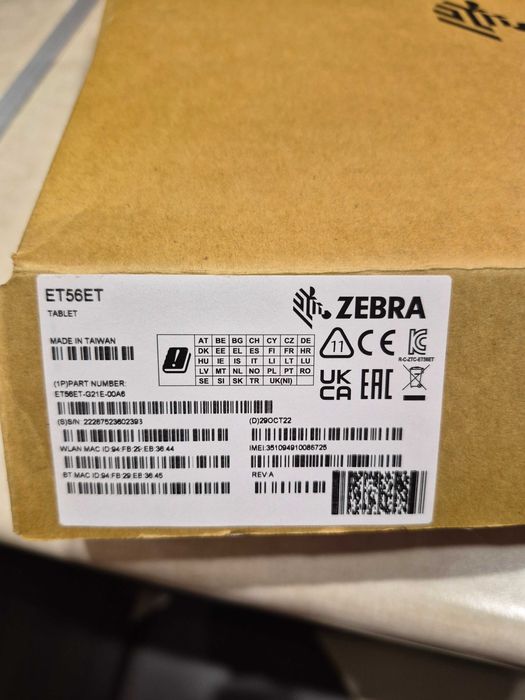 ET56ET
TABLET
ZEBRA
MADE IN TAIWAN
AT BE BG CH CY CZ DE
DK EE EL ES FI FR HR
HU IE IS IT LI LT LU
LV MT NL NO PL PT RO
SE SI SK TR UK(NI)
11 CE
R-C-ZTC-ET56ET
UK
CA EAC
(1P)PART NUMBER:
ET56ET-G21E-00A6
(S)S/N: 22287523602393
(D)29OCT22
WLAN MAC ID:94:FB:29:EB:36:44
IMEI:351094910085725
BT MAC ID:94:FB:29:EB:36:45
REV:A